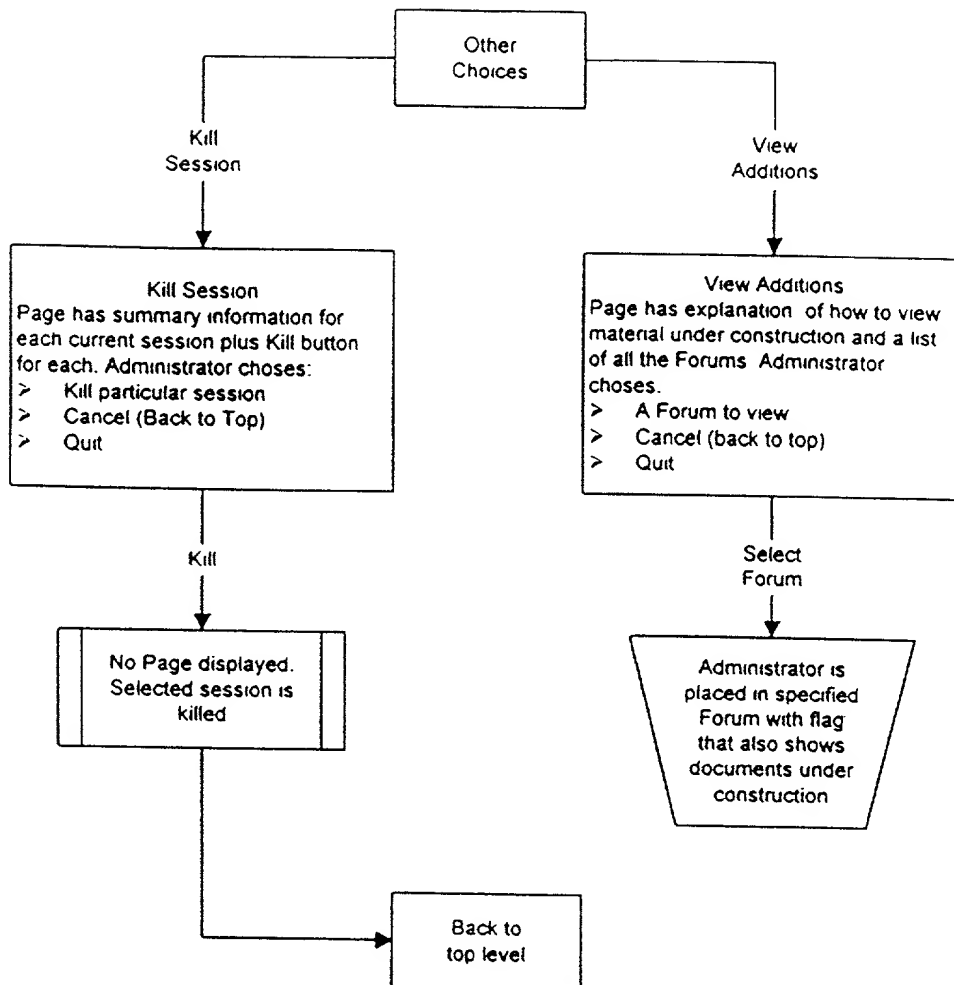 Other
Choices
Kill
Session
View
Additions
Kill Session
Page has summary information for
each current session plus Kill button
for each. Administrator choses:
> Kill particular session
> Cancel (Back to Top)
> Quit
View Additions
Page has explanation of how to view
material under construction and a list
of all the Forums Administrator
choses.
> A Forum to view
> Cancel (back to top)
> Quit
Kill
Select
Forum
No Page displayed.
Selected session is
killed
Administrator is
placed in specified
Forum with flag
that also shows
documents under
construction
Back to
top level